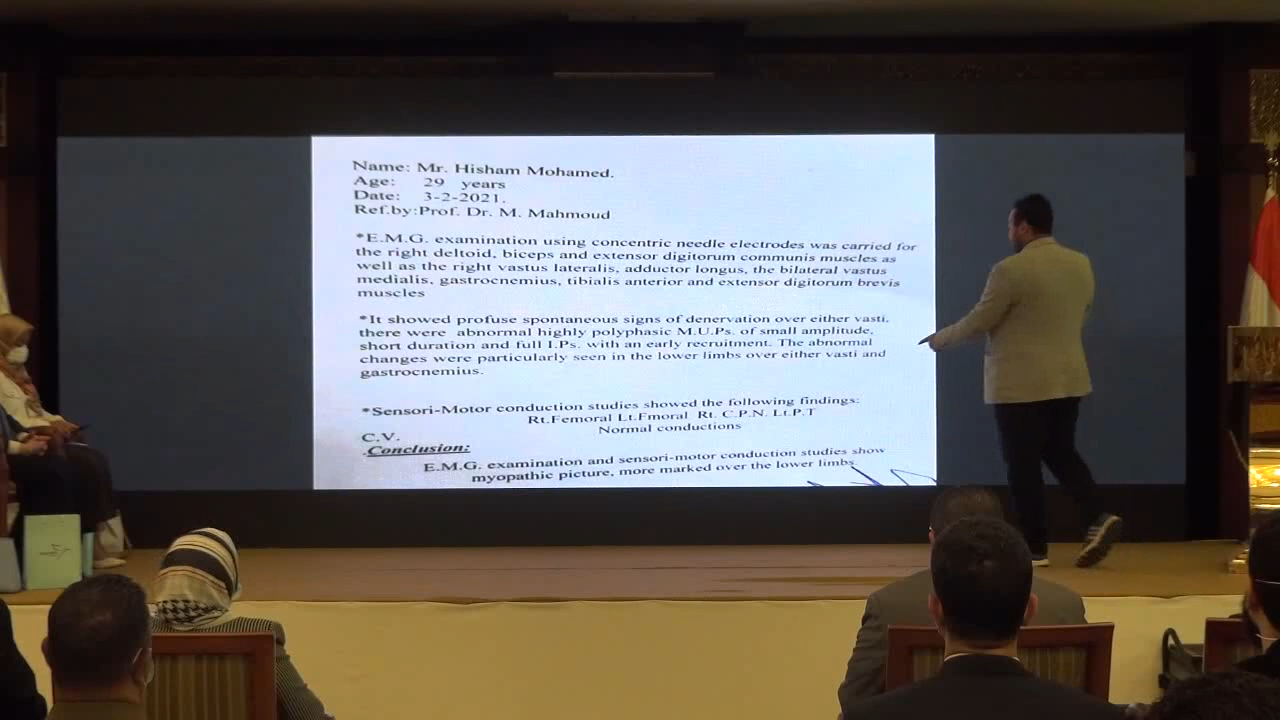 Name: Mr. Hisham Mohamed.
Age: 29 years
Date: 3-2-2021.
Ref.by:Prof. Dr. M. Mahmoud
*E.M.G. examination using concentric needle electrodes was carried for
the right deltoid, biceps and extensor digitorum communis muscles as
well as the right vastus lateralis, adductor longus, the bilateral vastus
medialis, gastrocnemius, tibialis anterior and extensor digitorum brevis
muscles
*It showed profuse spontaneous signs of denervation over either vasti,
there were abnormal highly polyphasic M.U.Ps. of small amplitude,
short duration and full I.Ps. with an early recruitment. The abnormal
changes were particularly seen in the lower limbs over either vasti and
gastrocnemius.
*Sensori-Motor conduction studies showed the following findings:
Rt.Femoral Lt.Fmoral Rt. C.P.N. Lt.P.T
Normal conductions
C.V.
.Conclusion:
E.M.G. examination and sensori-motor conduction studies show
myopathic picture, more marked over the lower limbs.